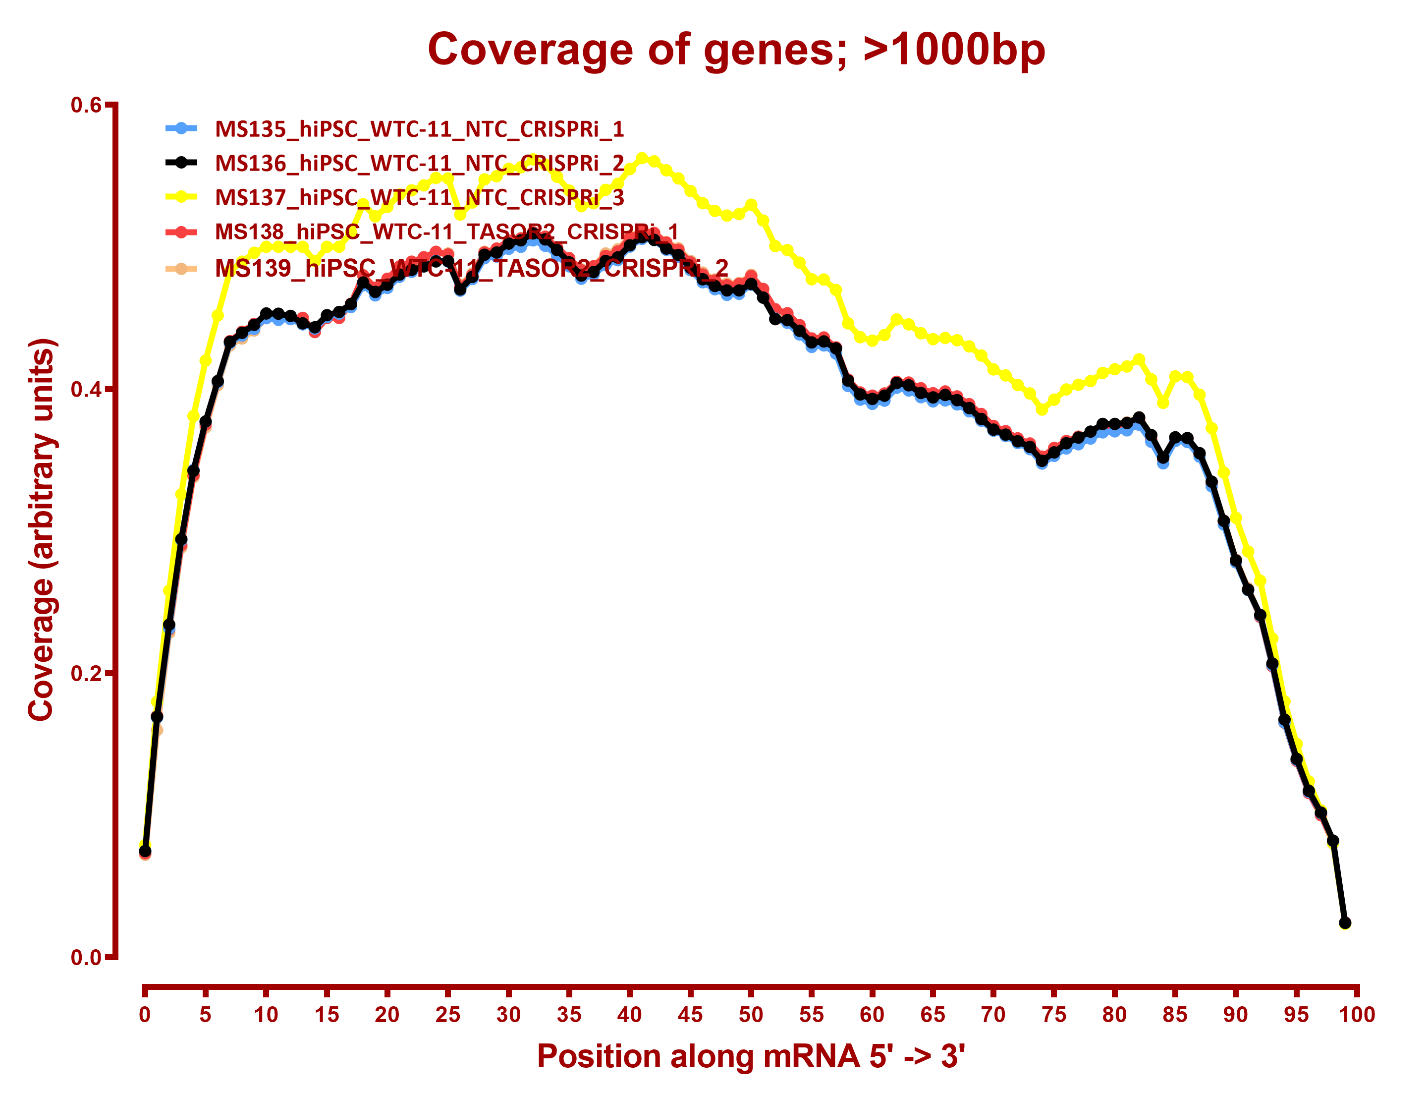 Coverage of genes; >1000bp
0.6
MS135_hiPSC_WTC-11_NTC_CRISPRi_1
MS136_hiPSC_WTC-11_NTC_CRISPRi_2
MS137_hiPSC_WTC-11_NTC_CRISPRi_3
MS138_hiPSC_WTC-11_TASOR2_CRISPRi_1
MS139_hiPSC_WTC-11_TASOR2_CRISPRi_2
Coverage (arbitrary units)
0.4
0.2
0.0
0 5 10 15 20 25 30 35 40 45 50 55 60 65 70 75 80 85 90 95 100
Position along mRNA 5' -> 3'